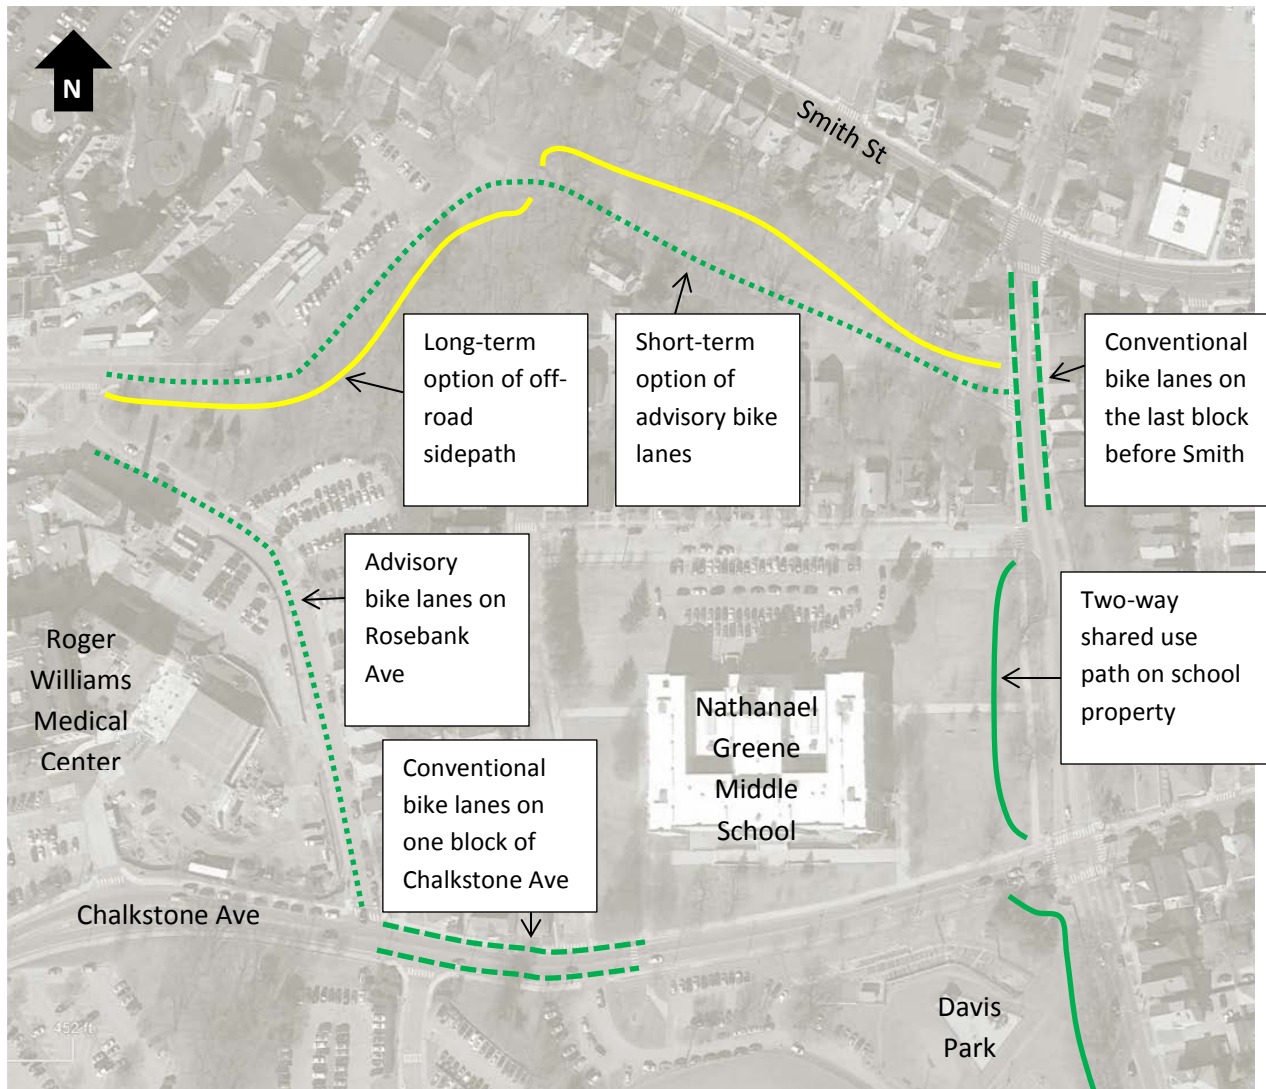 N
Smith St
Long-term
option of off-
road
sidepath
Short-term
option of
advisory bike
lanes
Conventional
bike lanes on
the last block
before Smith
Advisory
bike lanes on
Rosebank
Ave
Two-way
shared use
path on school
property
Roger
Williams
Medical
Center
Nathanael
Greene
Middle
School
Conventional
bike lanes on
one block of
Chalkstone Ave
Chalkstone Ave
Davis
Park
452 ft